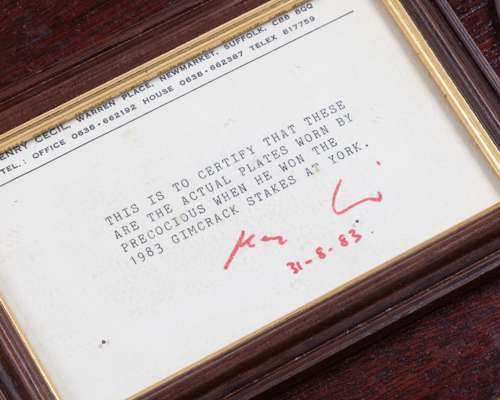 ENRY CECIL, WARREN PLACE, NEWMARKET, SUFFOLK, CB8 8QQ
TEL.: OFFICE 0638-662192 HOUSE 0638-662387 TELEX 817759
THIS IS TO CERTIFY THAT THESE
ARE THE ACTUAL PLATES WORN BY
PRECOCIOUS WHEN HE WON THE
1983 GIMCRACK STAKES AT YORK.
31-8-83